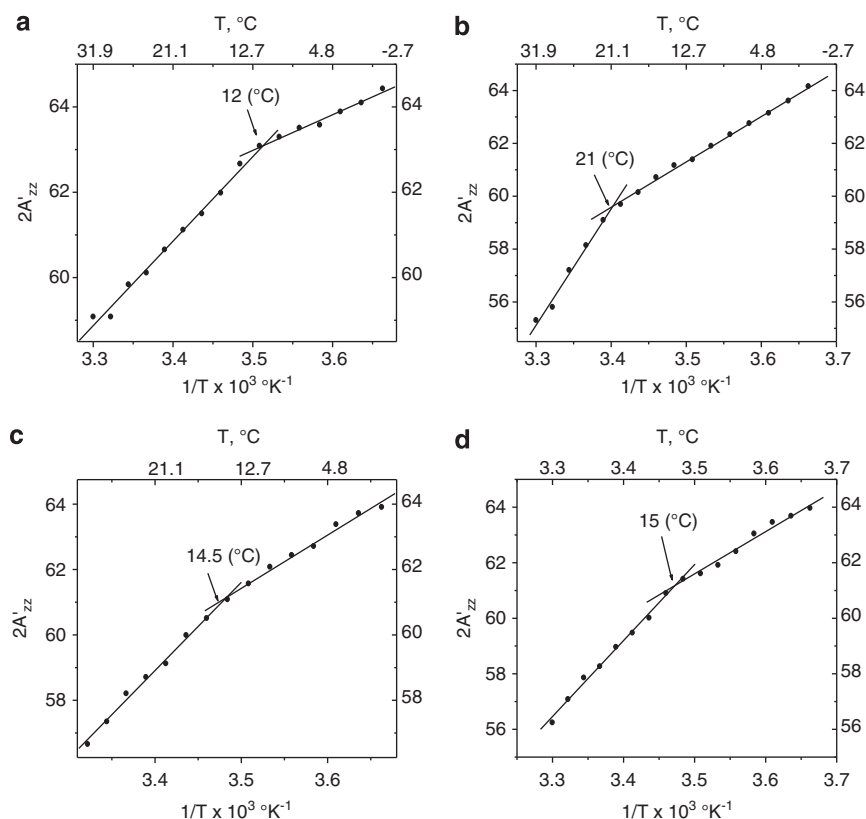 a
T, °C
31.9 21.1 12.7 4.8 -2.7
64
62
60
2A'zz
12 (°C)
64
62
60
3.3 3.4 3.5 3.6
1/T x 10³ °K⁻¹
b
T, °C
31.9 21.1 12.7 4.8 -2.7
64
62
60
58
56
2A'zz
21 (°C)
64
62
60
58
56
3.3 3.4 3.5 3.6 3.7
1/T x 10³ °K⁻¹
c
T, °C
21.1 12.7 4.8
64
62
60
58
2A'zz
14.5 (°C)
64
62
60
58
3.4 3.5 3.6
1/T x 10³ °K⁻¹
d
T, °C
3.3 3.4 3.5 3.6 3.7
64
62
60
58
56
2A'zz
15 (°C)
64
62
60
58
56
3.3 3.4 3.5 3.6 3.7
1/T x 10³ °K⁻¹